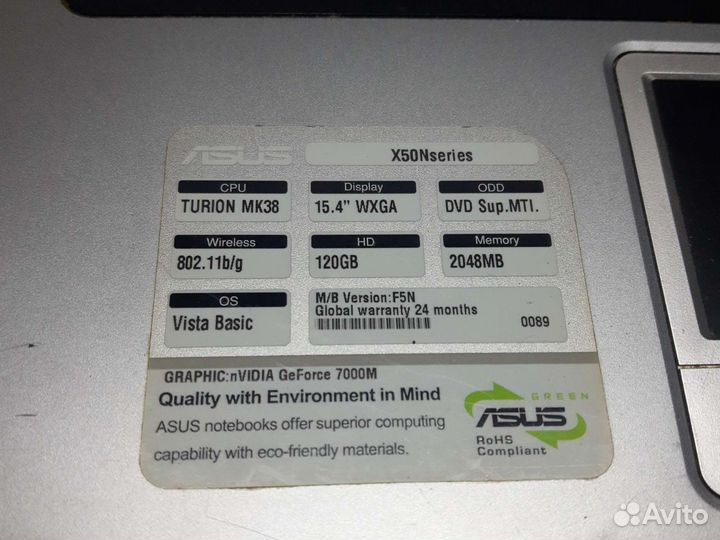 ASUS X50Nseries
CPU Display ODD
TURION MK38 15.4" WXGA DVD Sup.MTI.
Wireless HD Memory
802.11b/g 120GB 2048MB
OS
Vista Basic
M/B Version:F5N
Global warranty 24 months
0089
GRAPHIC:nVIDIA GeForce 7000M
Quality with Environment in Mind
ASUS notebooks offer superior computing
capability with eco-friendly materials.
GREEN
ASUS
RoHS
Compliant
Avito